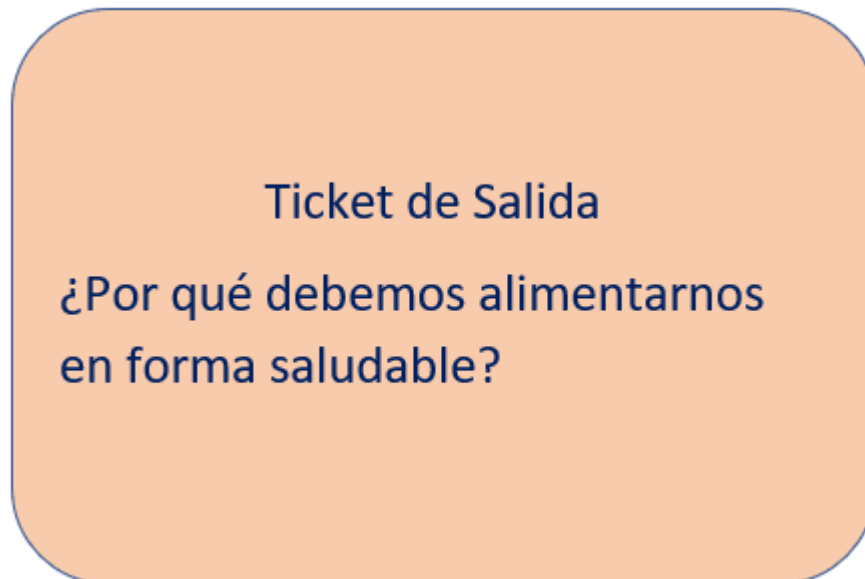 Ticket de Salida
¿Por qué debemos alimentarnos
en forma saludable?